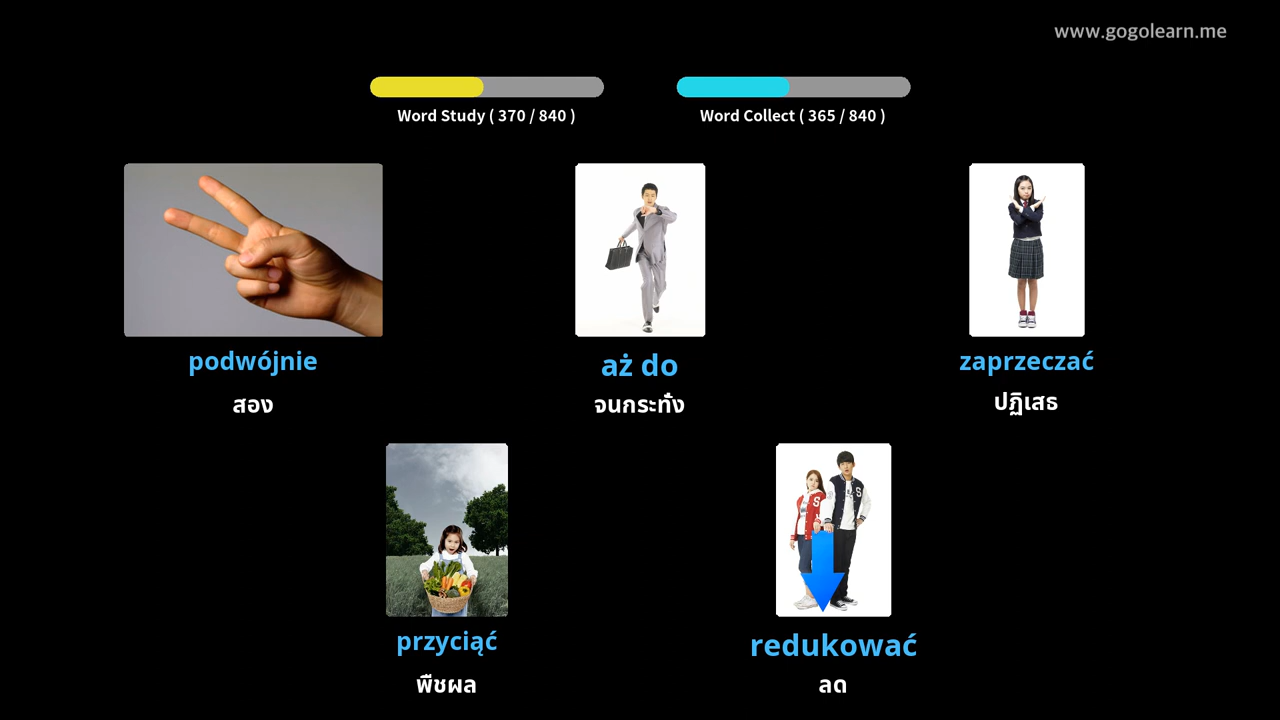 www.gogolearn.me
Word Study ( 370 / 840 )
Word Collect ( 365 / 840 )
podwójnie
สอง
aż do
จนกระทั่ง
zaprzeczać
ปฏิเสธ
przyciąć
พืชผล
redukować
ลด